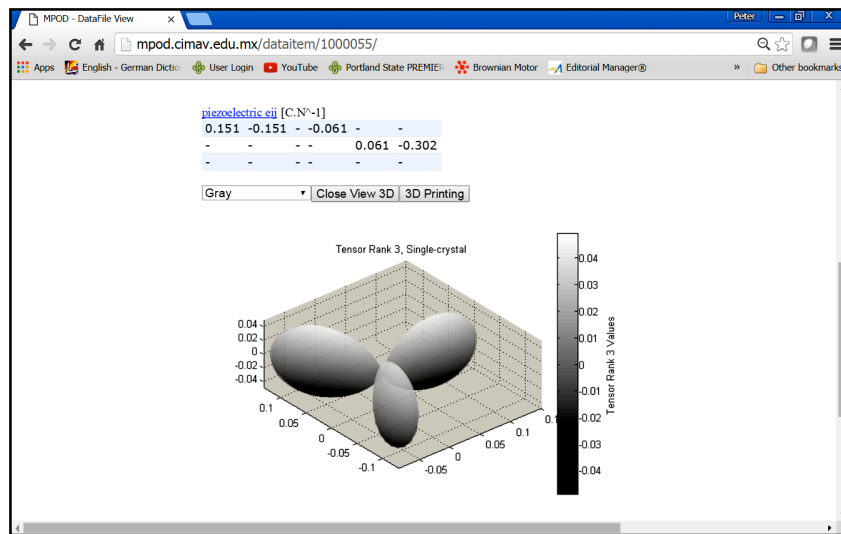 MPOD - DataFile View ×
Peter
mpod.cimav.edu.mx/dataitem/1000055/
Apps English - German Dictio User Login YouTube Portland State PREMIER Brownian Motor Editorial Manager® » Other bookmarks
piezoelectric eij [C.N^-1]
0.151 -0.151 - -0.061 - -
- - - - 0.061 -0.302
- - - - - -
Gray Close View 3D 3D Printing
Tensor Rank 3, Single-crystal
0.04
0.02
0
-0.02
-0.04
0.1
0.05
0
-0.05
-0.1
-0.05
0
0.05
0.1
0.1
0.04
0.03
0.02
0.01
0
-0.01
-0.02
-0.03
-0.04
Tensor Rank 3 Values